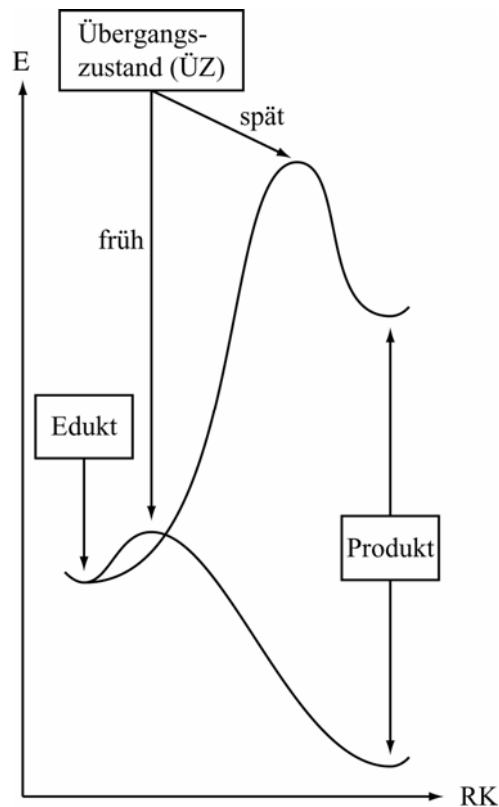 Übergangs-
zustand (ÜZ)
E
spät
früh
Edukt
Produkt
RK